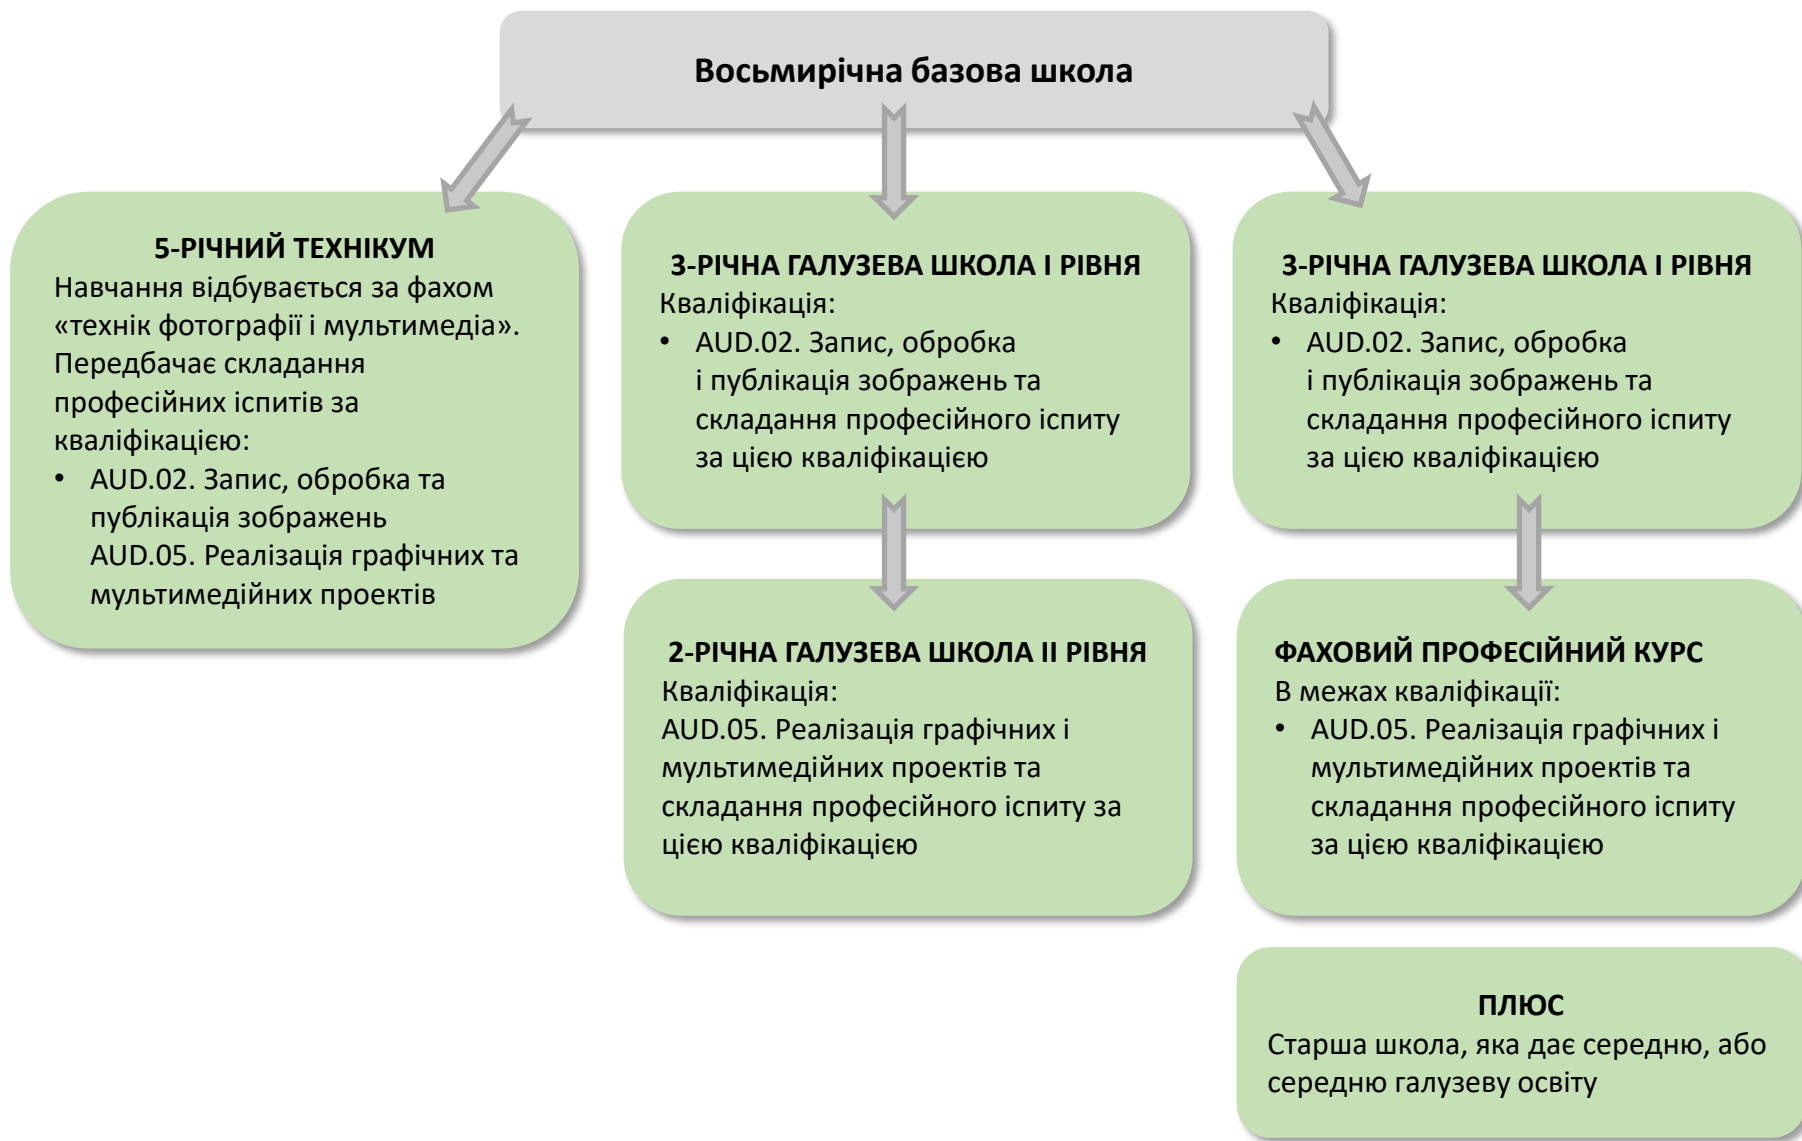 Восьмирічна базова школа
5-РІЧНИЙ ТЕХНІКУМ
Навчання відбувається за фахом
«технік фотографії і мультимедіа».
Передбачає складання
професійних іспитів за
кваліфікацією:
• AUD.02. Запис, обробка та
публікація зображень
AUD.05. Реалізація графічних та
мультимедійних проектів
3-РІЧНА ГАЛУЗЕВА ШКОЛА І РІВНЯ
Кваліфікація:
• AUD.02. Запис, обробка
і публікація зображень та
складання професійного іспиту
за цією кваліфікацією
2-РІЧНА ГАЛУЗЕВА ШКОЛА ІІ РІВНЯ
Кваліфікація:
AUD.05. Реалізація графічних і
мультимедійних проектів та
складання професійного іспиту за
цією кваліфікацією
3-РІЧНА ГАЛУЗЕВА ШКОЛА І РІВНЯ
Кваліфікація:
• AUD.02. Запис, обробка
і публікація зображень та
складання професійного іспиту
за цією кваліфікацією
ФАХОВИЙ ПРОФЕСІЙНИЙ КУРС
В межах кваліфікації:
• AUD.05. Реалізація графічних і
мультимедійних проектів та
складання професійного іспиту
за цією кваліфікацією
ПЛЮС
Старша школа, яка дає середню, або
середню галузеву освіту